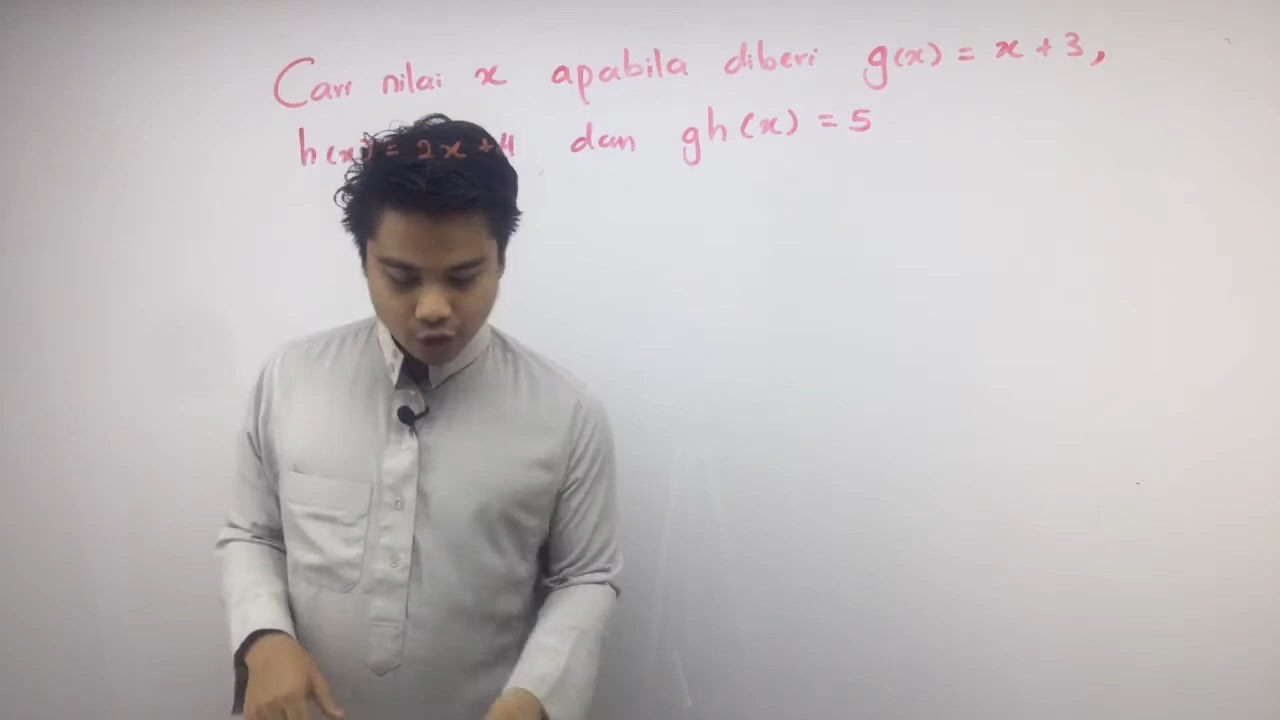 Cari nilai x apabila diberi g(x) = x + 3,
h(x) = 2x + 4 dan gh(x) = 5